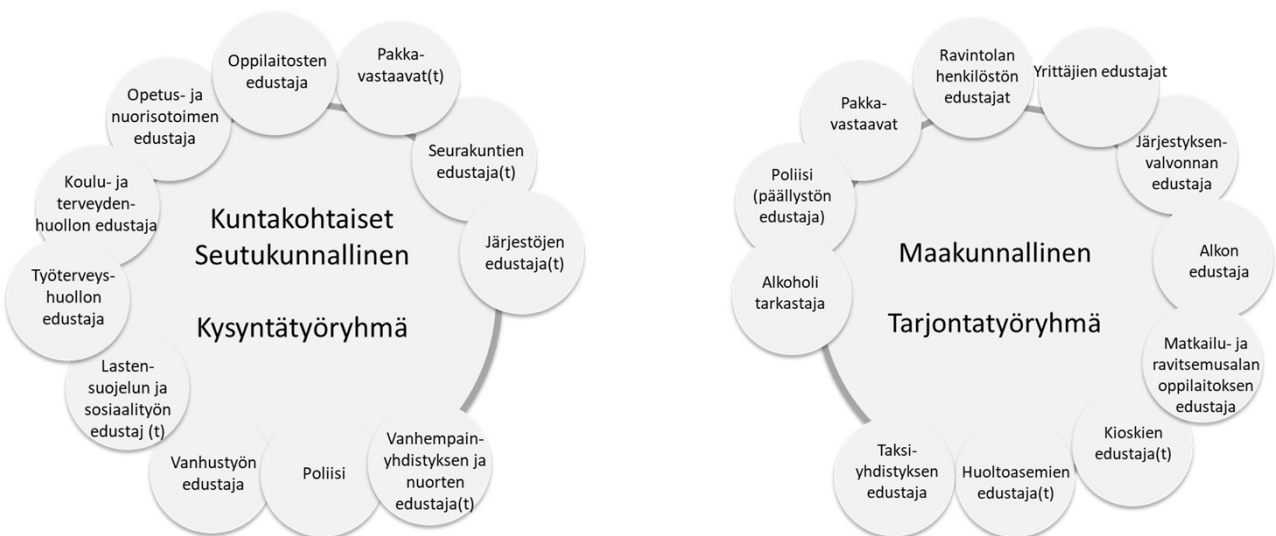 Oppilaitosten
edustaja
Pakka-
vastaavat(t)
Seurakuntien
edustaja(t)
Järjestöjen
edustaja(t)
Vanhempain-
yhdistyksen ja
nuorten
edustaja(t)
Poliisi
Vanhustyön
edustaja
Lasten-
suojelun ja
sosiaalityön
edustaj (t)
Työterveys-
huollon
edustaja
Koulu- ja
terveyden-
huollon edustaja
Opetus- ja
nuorisotoimen
edustaja
Kuntakohtaiset
Seutukunnallinen
Kysyntätyöryhmä
Ravintolan
henkilöstön
edustajat
Yrittäjien edustajat
Järjestyksen-
valvonnan
edustaja
Alkon
edustaja
Matkailu- ja
ravitsemusalan
oppilaitoksen
edustaja
Kioskien
edustaja(t)
Huoltoasemien
edustaja(t)
Taksi-
yhdistyksen
edustaja
Alkoholi
tarkastaja
Poliisi
(päällystön
edustaja)
Pakka-
vastaavat
Maakunnallinen
Tarjontatyöryhmä